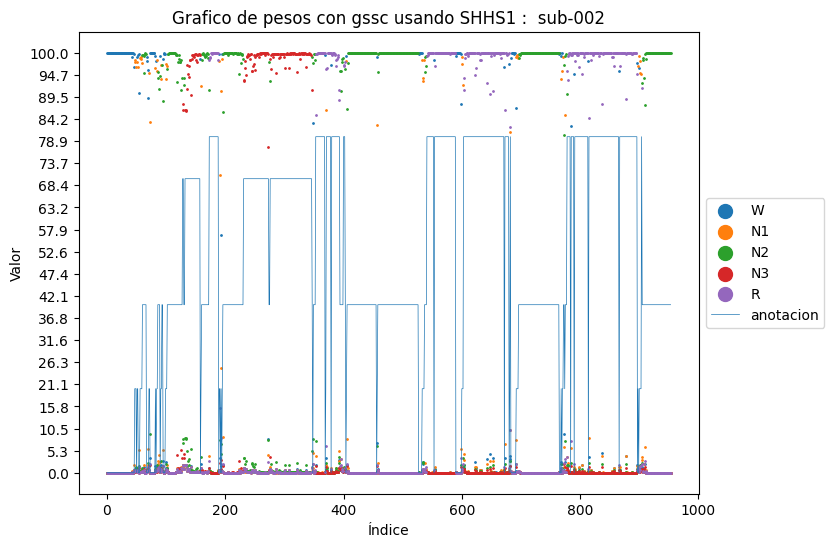 Grafico de pesos con gssc usando SHHS1 :  sub-002
Valor
100.0
94.7
89.5
84.2
78.9
73.7
68.4
63.2
57.9
52.6
47.4
42.1
36.8
31.6
26.3
21.1
15.8
10.5
5.3
0.0
0 200 400 600 800 1000
Índice
W
N1
N2
N3
R
anotacion